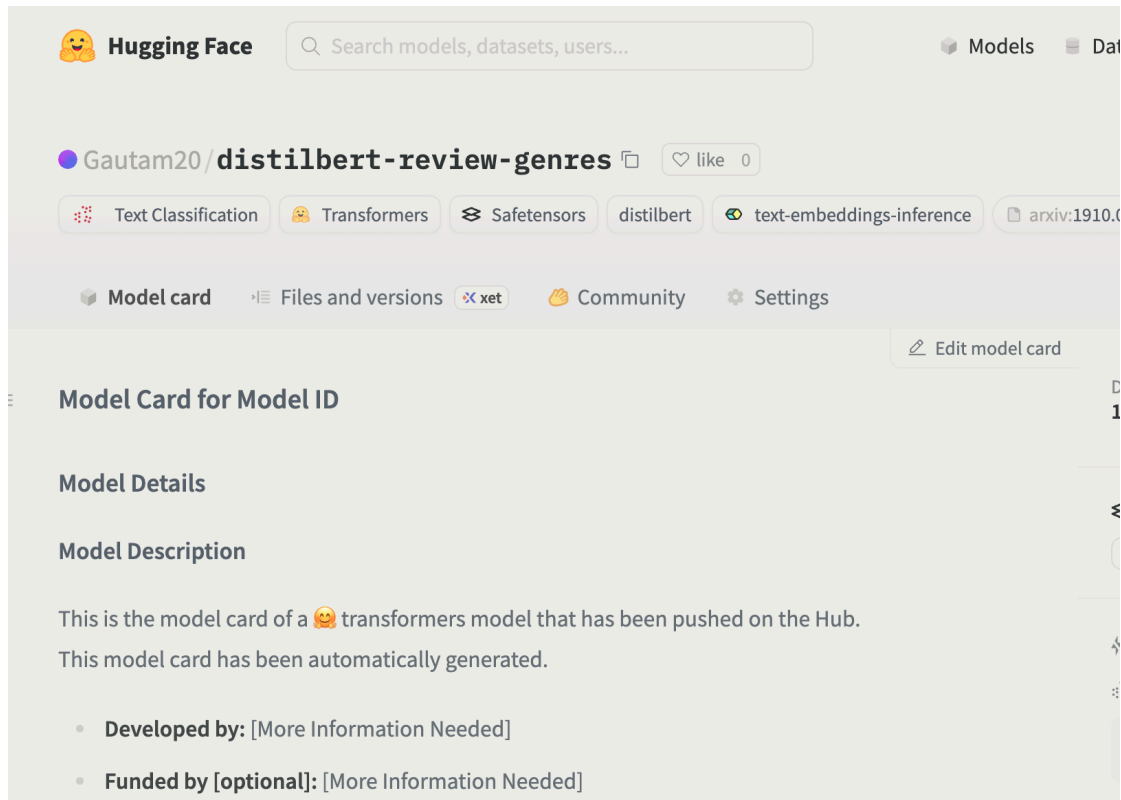 Hugging Face
Search models, datasets, users...
Models
Gautam20/distilbert-review-genres
like 0
Text Classification
Transformers
Safetensors
distilbert
text-embeddings-inference
Model card
Files and versions
xet
Community
Settings
Edit model card
Model Card for Model ID
Model Details
Model Description
This is the model card of a 🤗 transformers model that has been pushed on the Hub.
This model card has been automatically generated.
Developed by: [More Information Needed]
Funded by [optional]: [More Information Needed]